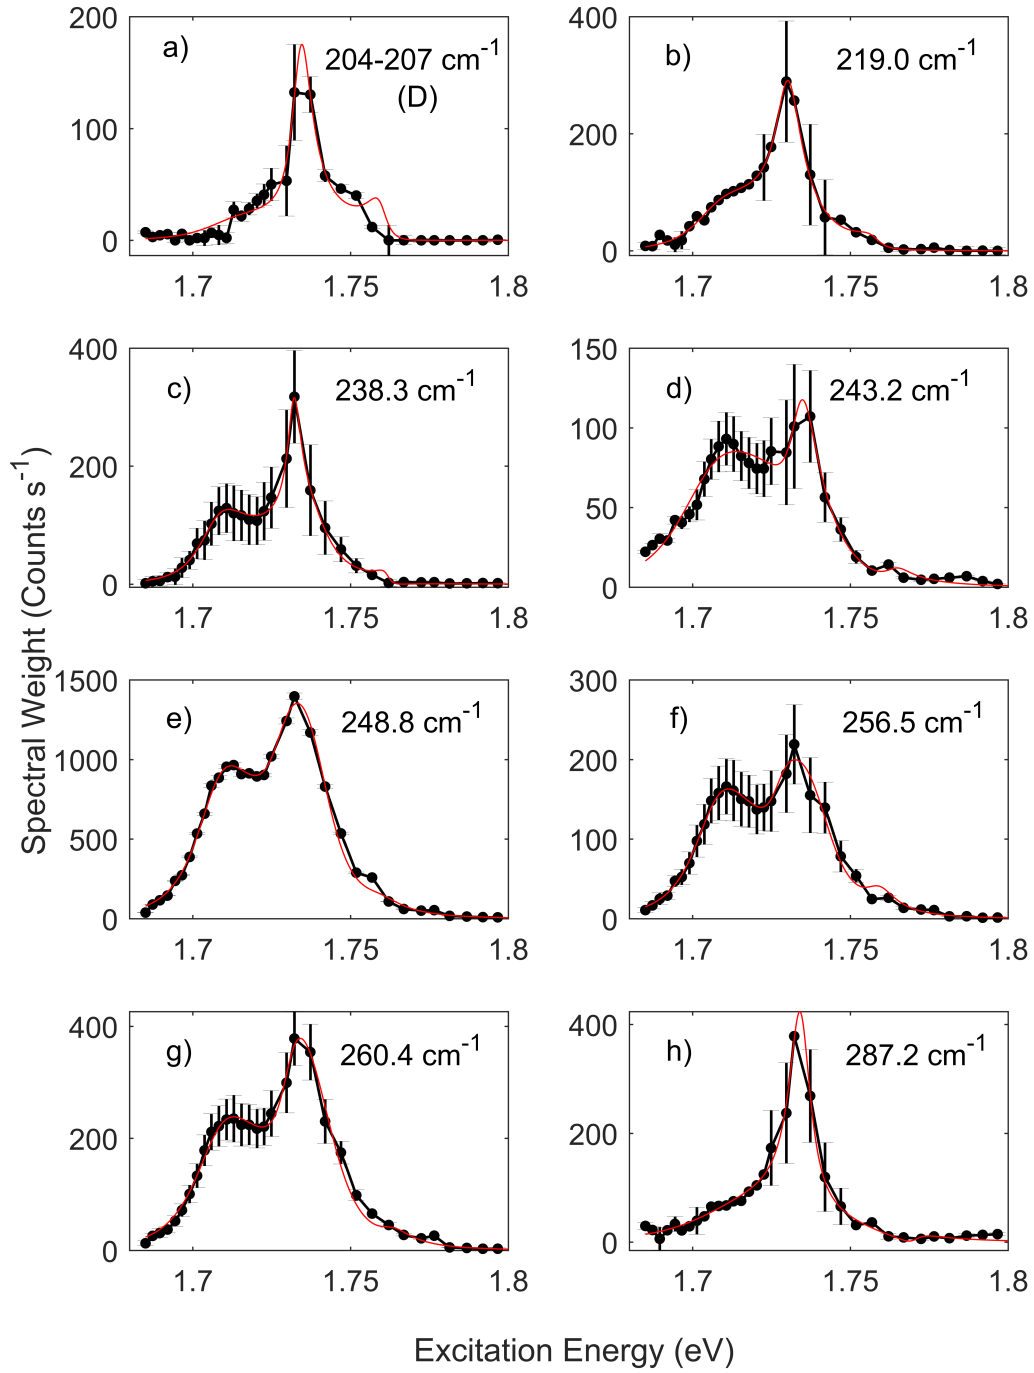 a)
204-207 cm⁻¹
(D)
200
100
0
1.7
1.75
1.8
b)
219.0 cm⁻¹
400
200
0
1.7
1.75
1.8
c)
238.3 cm⁻¹
400
200
0
1.7
1.75
1.8
d)
243.2 cm⁻¹
150
100
50
0
1.7
1.75
1.8
e)
248.8 cm⁻¹
1500
1000
500
0
1.7
1.75
1.8
f)
256.5 cm⁻¹
300
200
100
0
1.7
1.75
1.8
g)
260.4 cm⁻¹
400
200
0
1.7
1.75
1.8
h)
287.2 cm⁻¹
400
200
0
1.7
1.75
1.8
Spectral Weight (Counts s⁻¹)
Excitation Energy (eV)